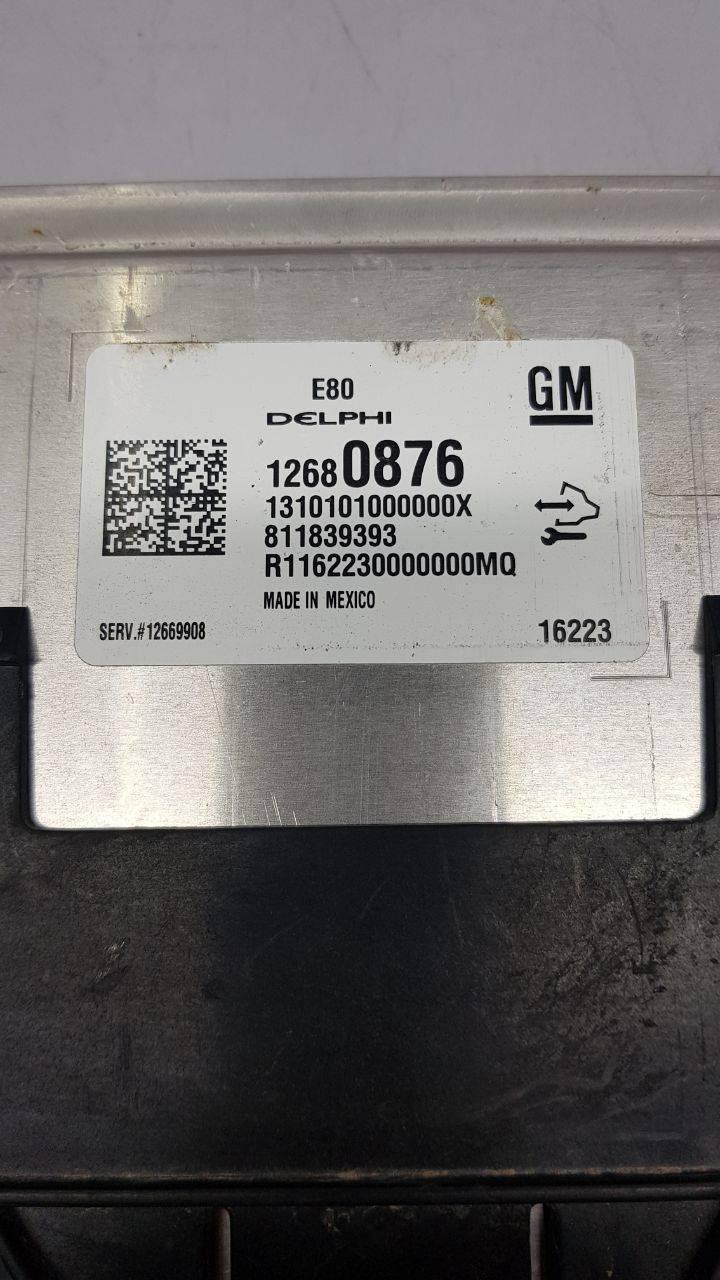 E80
GM
DELPHI
12680876
1310101000000X
811839393
R1162230000000MQ
MADE IN MEXICO
SERV.#12669908
16223